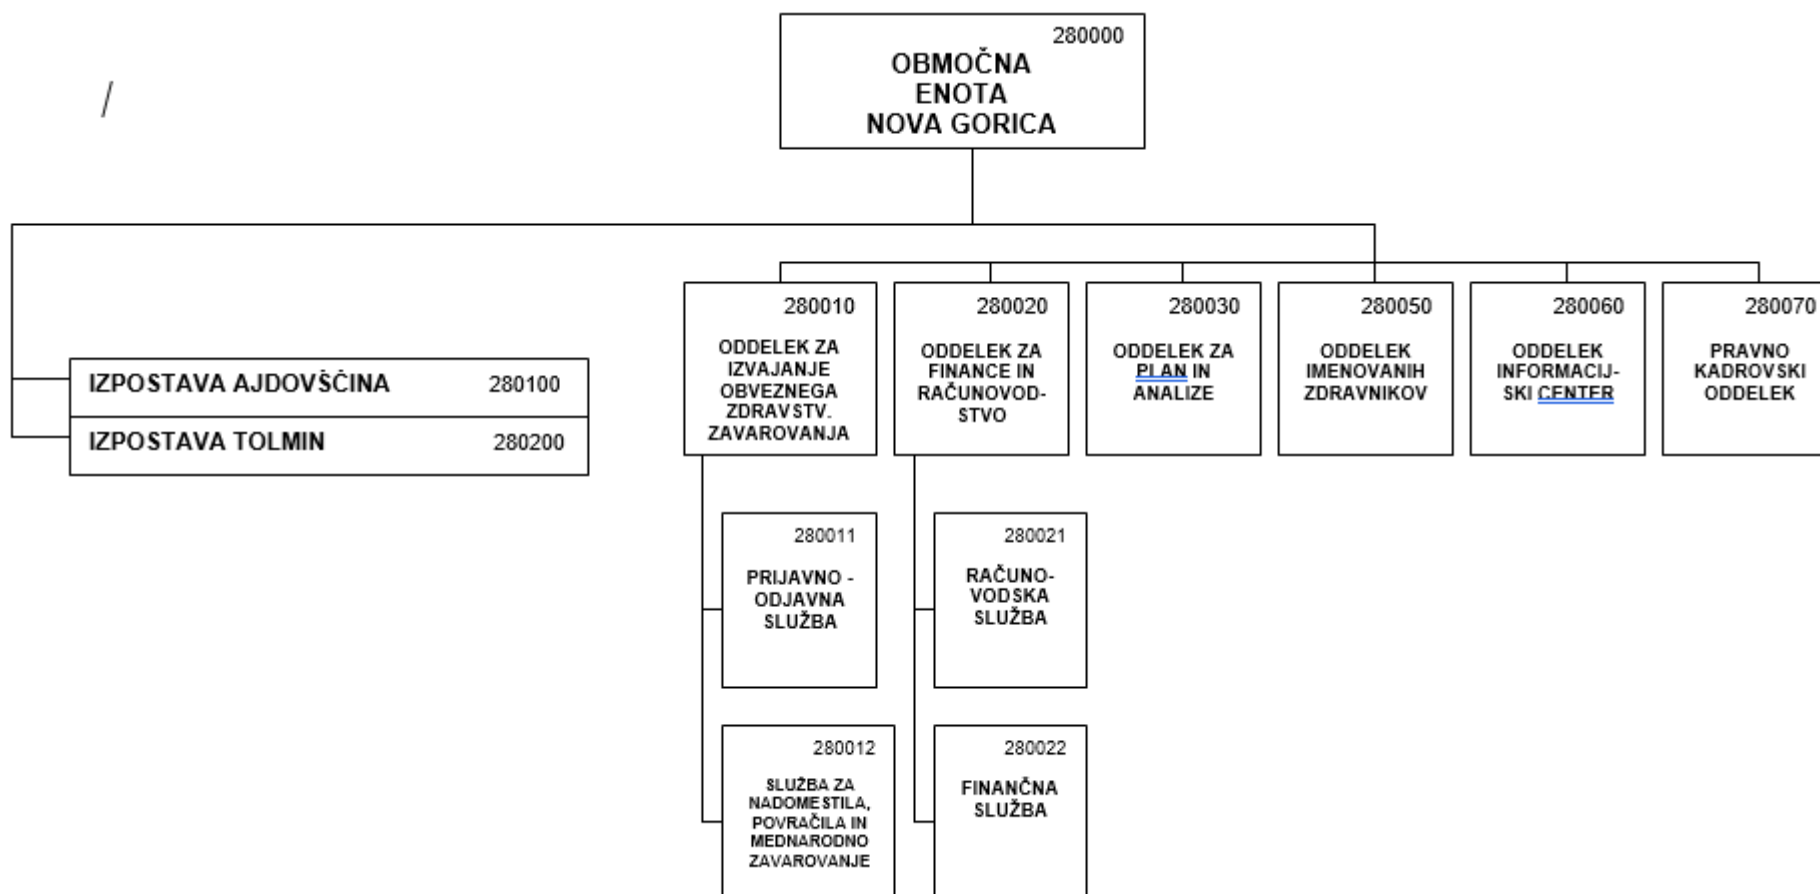 /
280000
OBMOČNA
ENOTA
NOVA GORICA
IZPOSTAVA AJDOVŠČINA 280100
IZPOSTAVA TOLMIN 280200
280010
ODDELEK ZA
IZVAJANJE
OBVEZNEGA
ZDRAVSTV.
ZAVAROVANJA
280020
ODDELEK ZA
FINANCE IN
RAČUNOVOD-
STVO
280030
ODDELEK ZA
PLAN IN
ANALIZE
280050
ODDELEK
IMENOVANIH
ZDRAVNIKOV
280060
ODDELEK
INFORMACIJ-
SKI CENTER
280070
PRAVNO
KADROVSKI
ODDELEK
280011
PRIJAVNO -
ODJAVNA
SLUŽBA
280021
RAČUNO-
VODSKA
SLUŽBA
280012
SLUŽBA ZA
NADOMESTILA,
POVRAČILA IN
MEDNARODNO
ZAVAROVANJE
280022
FINANČNA
SLUŽBA